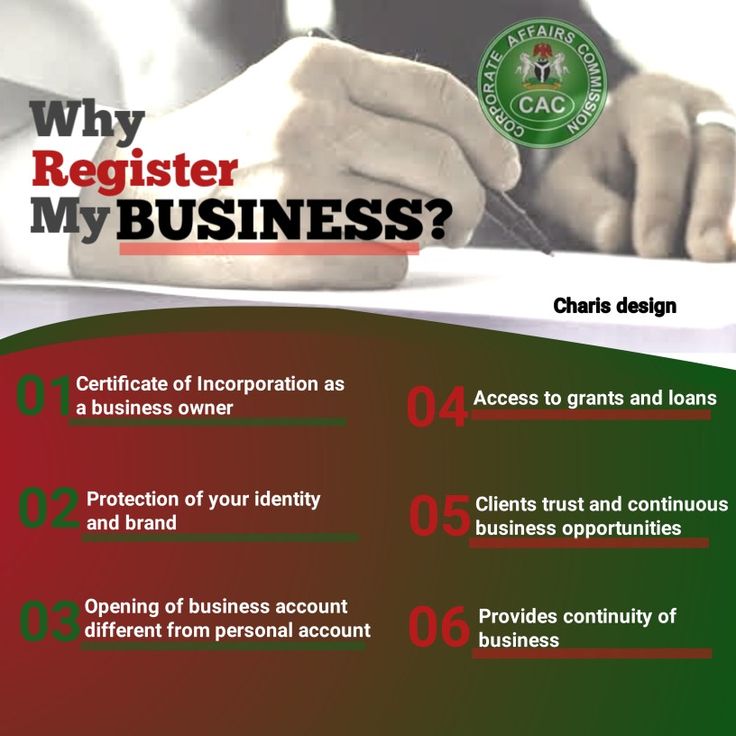 CORPORATE AFFAIRS COMMISSION
CAC
Why
Register
My BUSINESS?
Charis design
01 Certificate of Incorporation as
a business owner
02 Protection of your identity
and brand
03 Opening of business account
different from personal account
04 Access to grants and loans
05 Clients trust and continuous
business opportunities
06 Provides continuity of
business